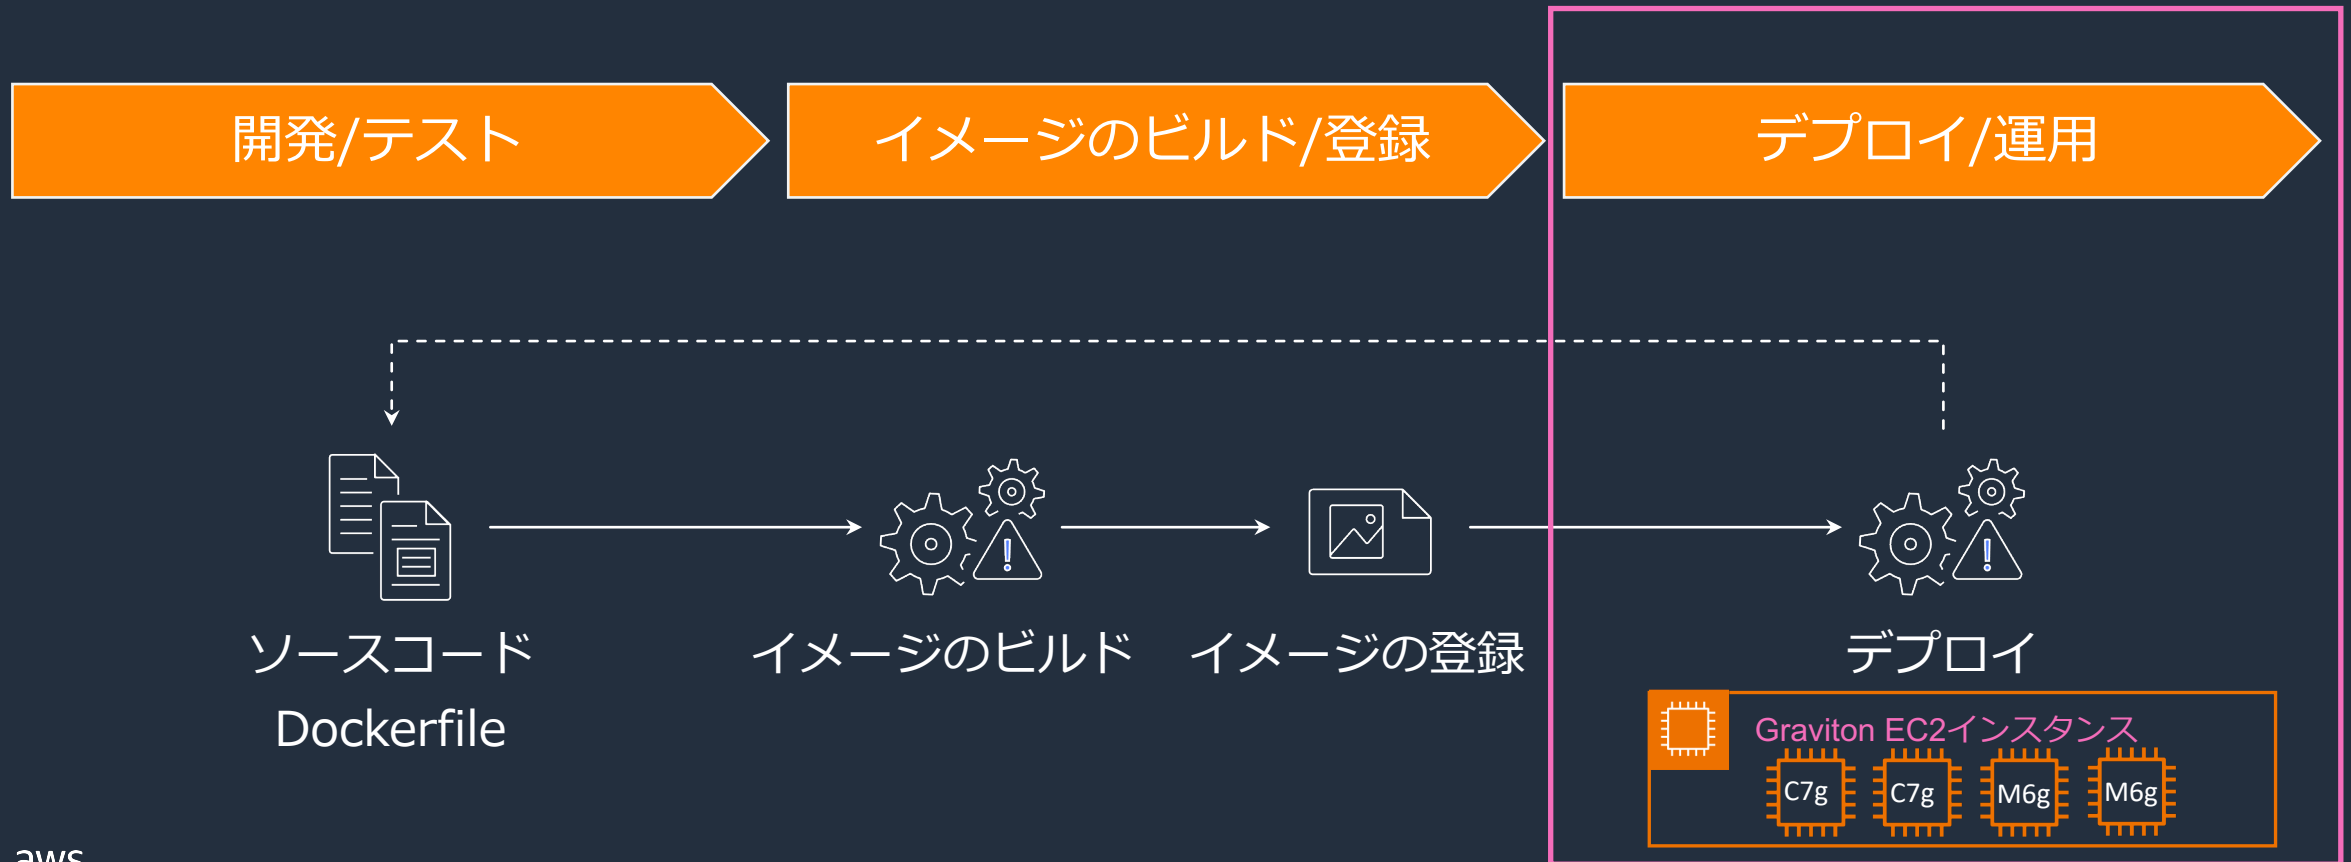 開発/テスト
イメージのビルド/登録
デプロイ/運用
ソースコード
Dockerfile
イメージのビルド
イメージの登録
デプロイ
Graviton EC2インスタンス
C7g
C7g
M6g
M6g
aws